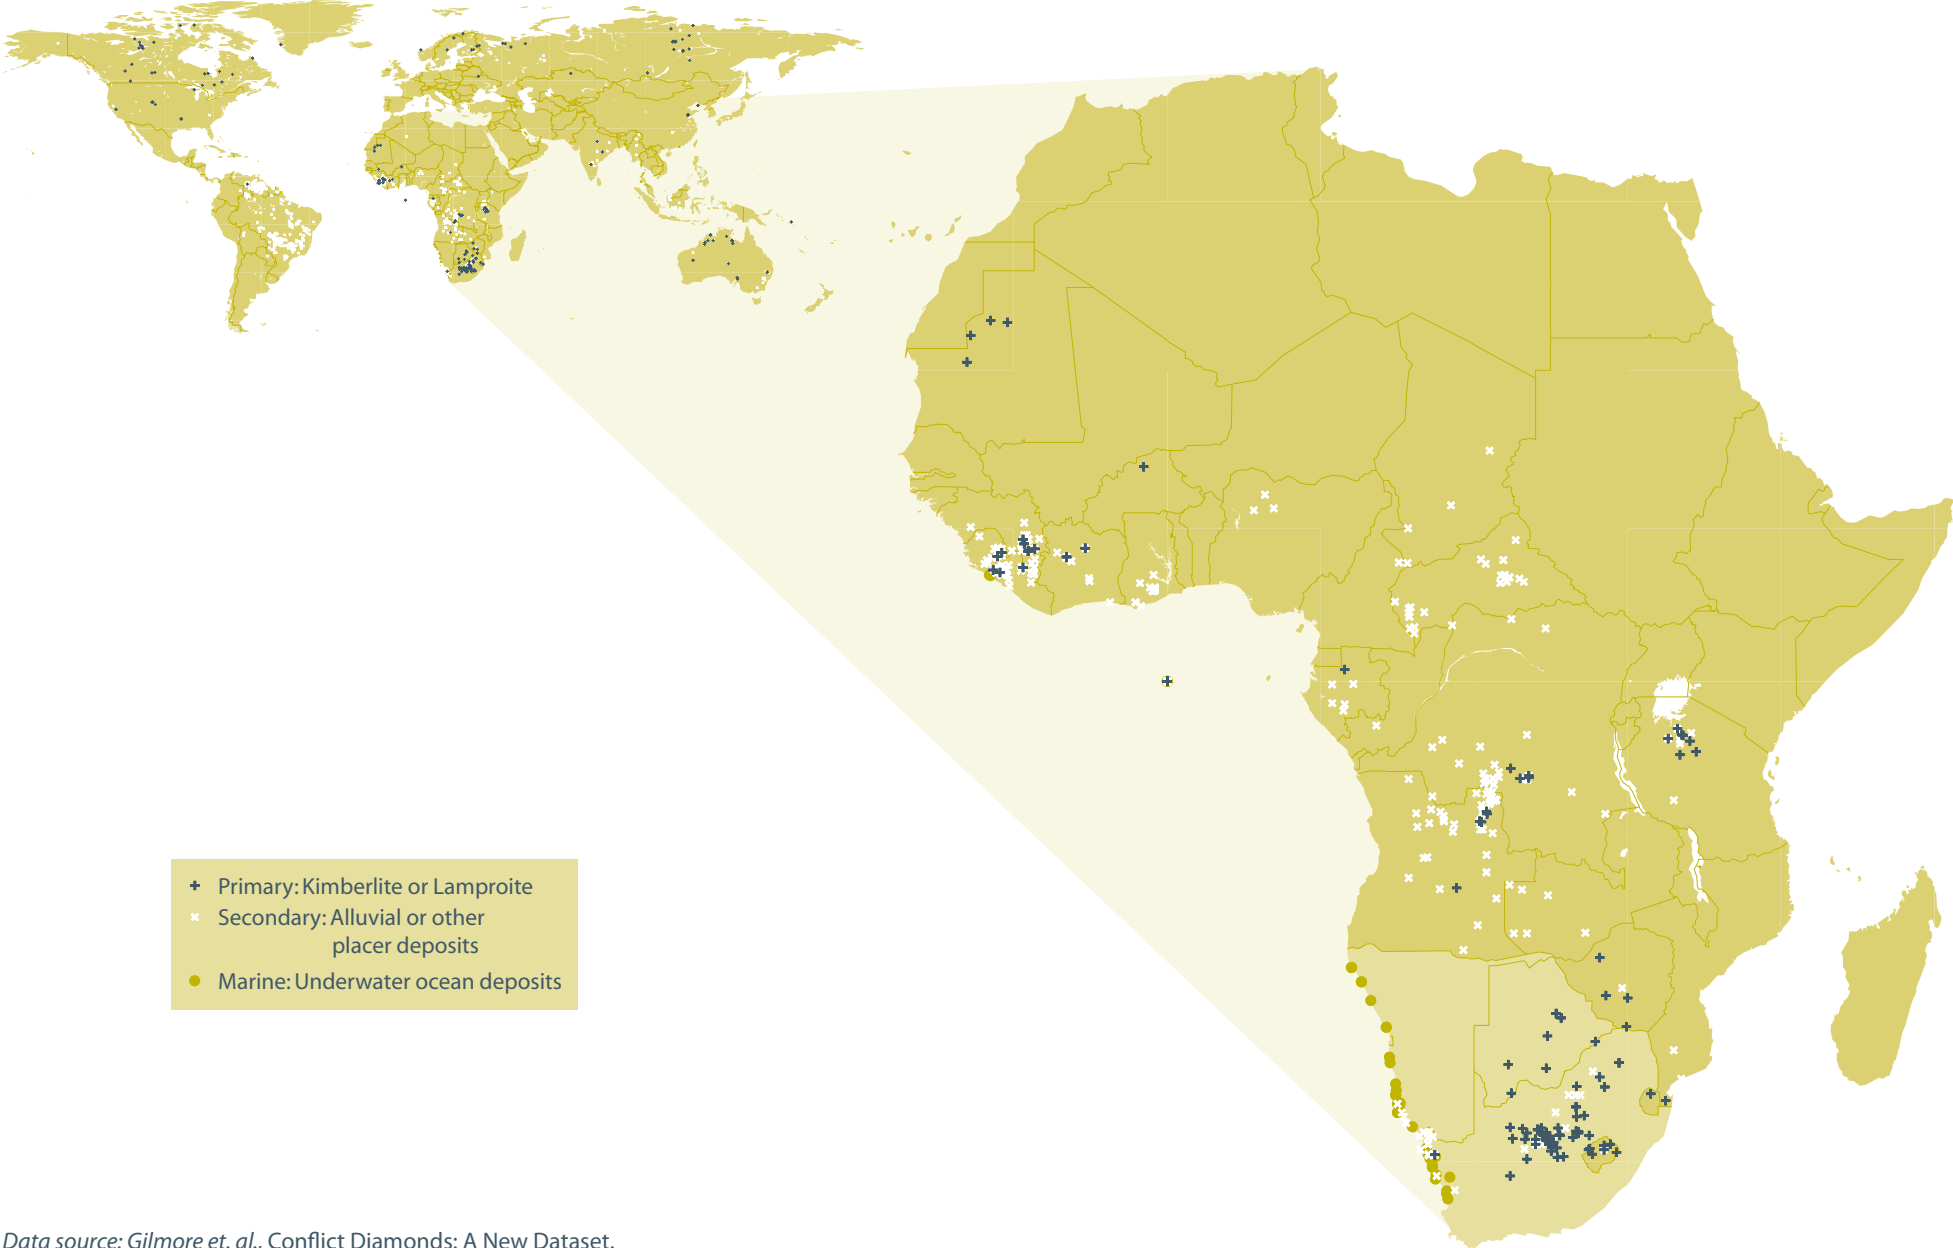 Primary: Kimberlite or Lamproite
Secondary: Alluvial or other
placer deposits
Marine: Underwater ocean deposits
Data source: Gilmore et. al., Conflict Diamonds: A New Dataset.